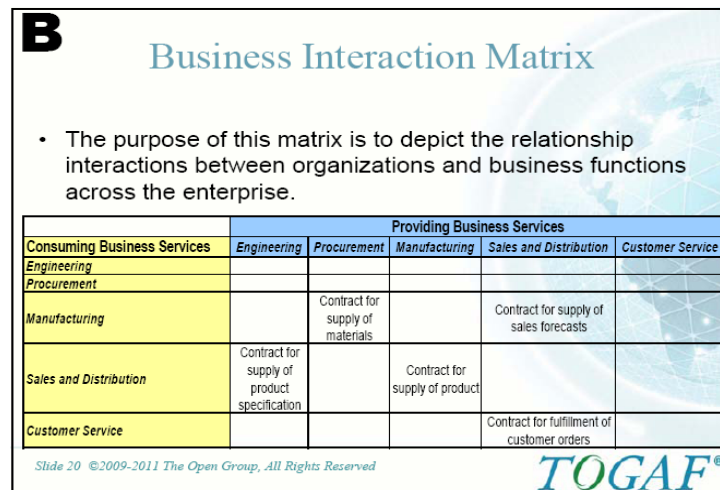 B
Business Interaction Matrix
• The purpose of this matrix is to depict the relationship
interactions between organizations and business functions
across the enterprise.
Providing Business Services
Consuming Business Services Engineering Procurement Manufacturing Sales and Distribution Customer Service
Engineering
Procurement
Manufacturing
Contract for
supply of
materials
Contract for supply of
sales forecasts
Sales and Distribution
Contract for
supply of
product
specification
Contract for
supply of product
Customer Service
Contract for fulfillment of
customer orders
Slide 20 ©2009-2011 The Open Group, All Rights Reserved
TOGAF®